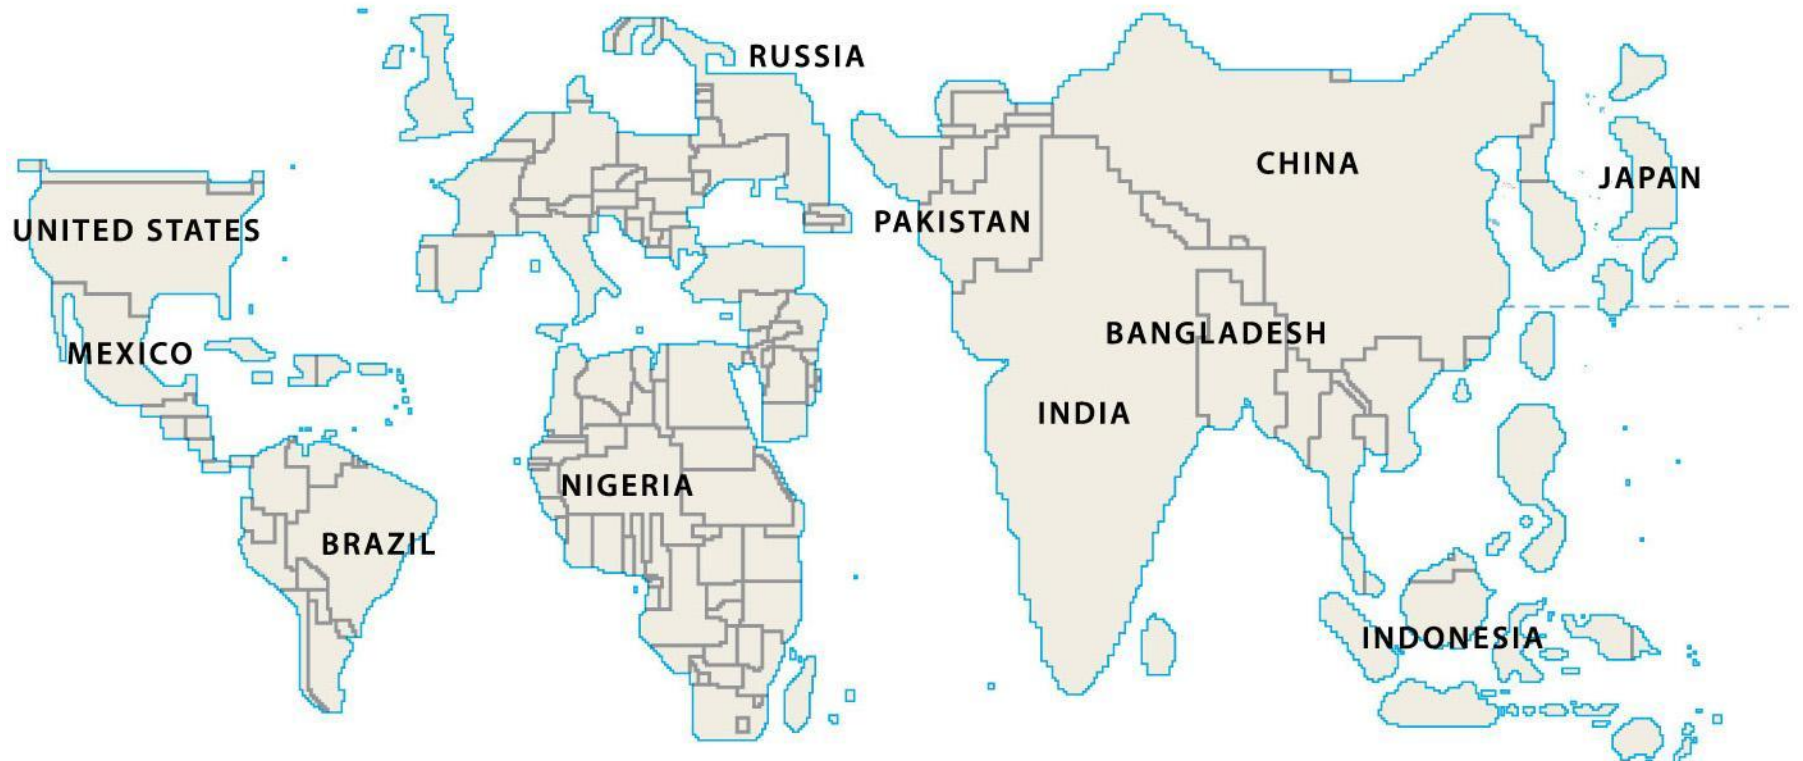 RUSSIA
CHINA
JAPAN
UNITED STATES
PAKISTAN
MEXICO
BANGLADESH
INDIA
NIGERIA
BRAZIL
INDONESIA